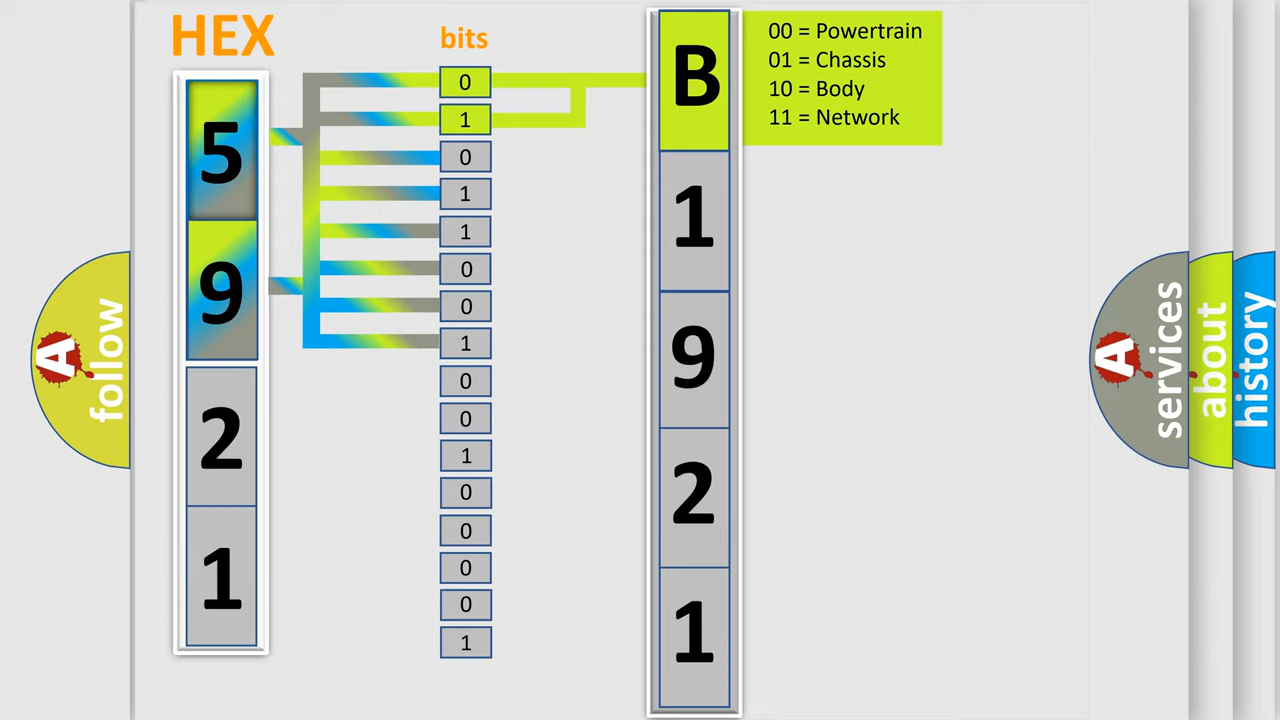 HEX
bits
5
9
2
1
0
1
0
1
1
0
0
1
0
0
1
0
0
0
0
1
B
1
9
2
1
00 = Powertrain
01 = Chassis
10 = Body
11 = Network
A
follow
A
services
about
history